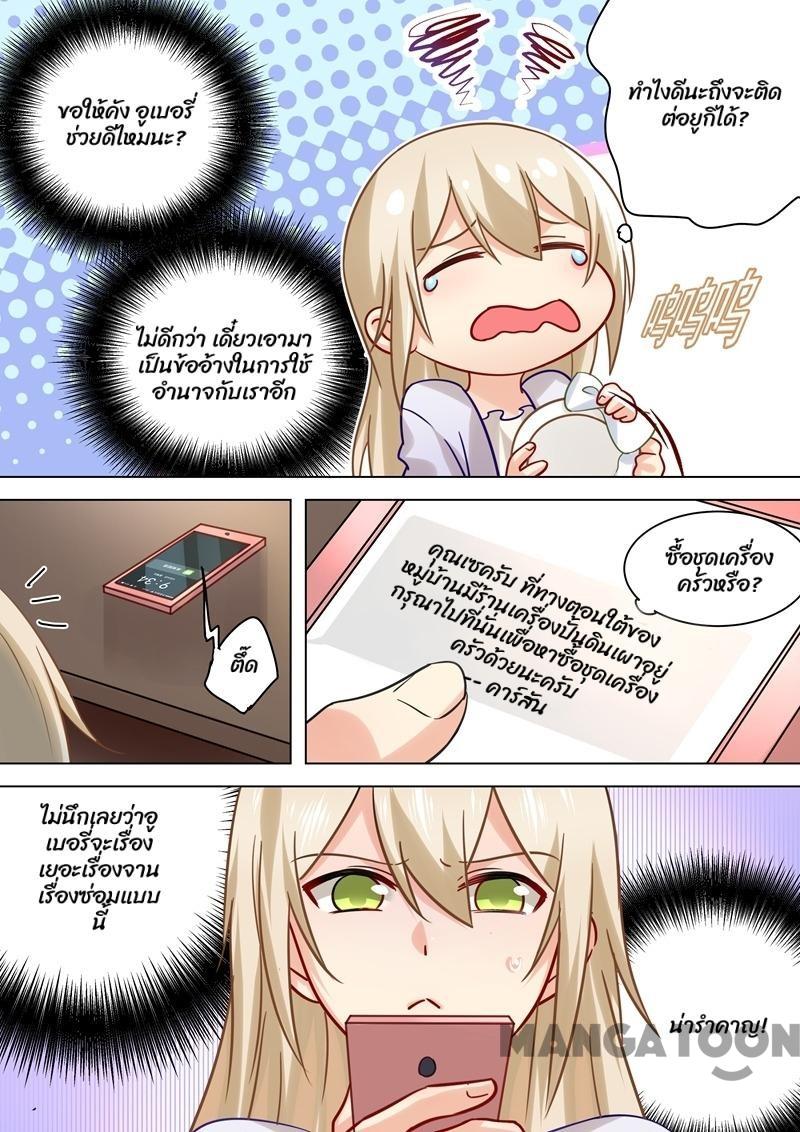 ทำไงดีนะถึงจะติด
ต่อยูกิได้?
ขอให้คัง อูเบอรี่
ช่วยดีไหมนะ?
ไม่ดีกว่า เดี๋ยวเอามา
เป็นข้ออ้างในการใช้
อำนาจกับเราอีก
呜呜呜
9:34
ตื๊ด
คุณเซครับ ที่ทางตอนใต้ของ
หมู่บ้านมีร้านเครื่องปั้นดินเผาอยู่
กรุณาไปที่นั่นเพื่อหาซื้อชุดเครื่อง
ครัวด้วยนะครับ
-- คาร์สัน
ซื้อชุดเครื่อง
ครัวหรือ?
ไม่นึกเลยว่าอู
เบอรี่จะเรื่อง
เยอะเรื่องจาน
เรื่องซ่อมแบบ
นี้
น่ารำคาญ!
MANGATOON